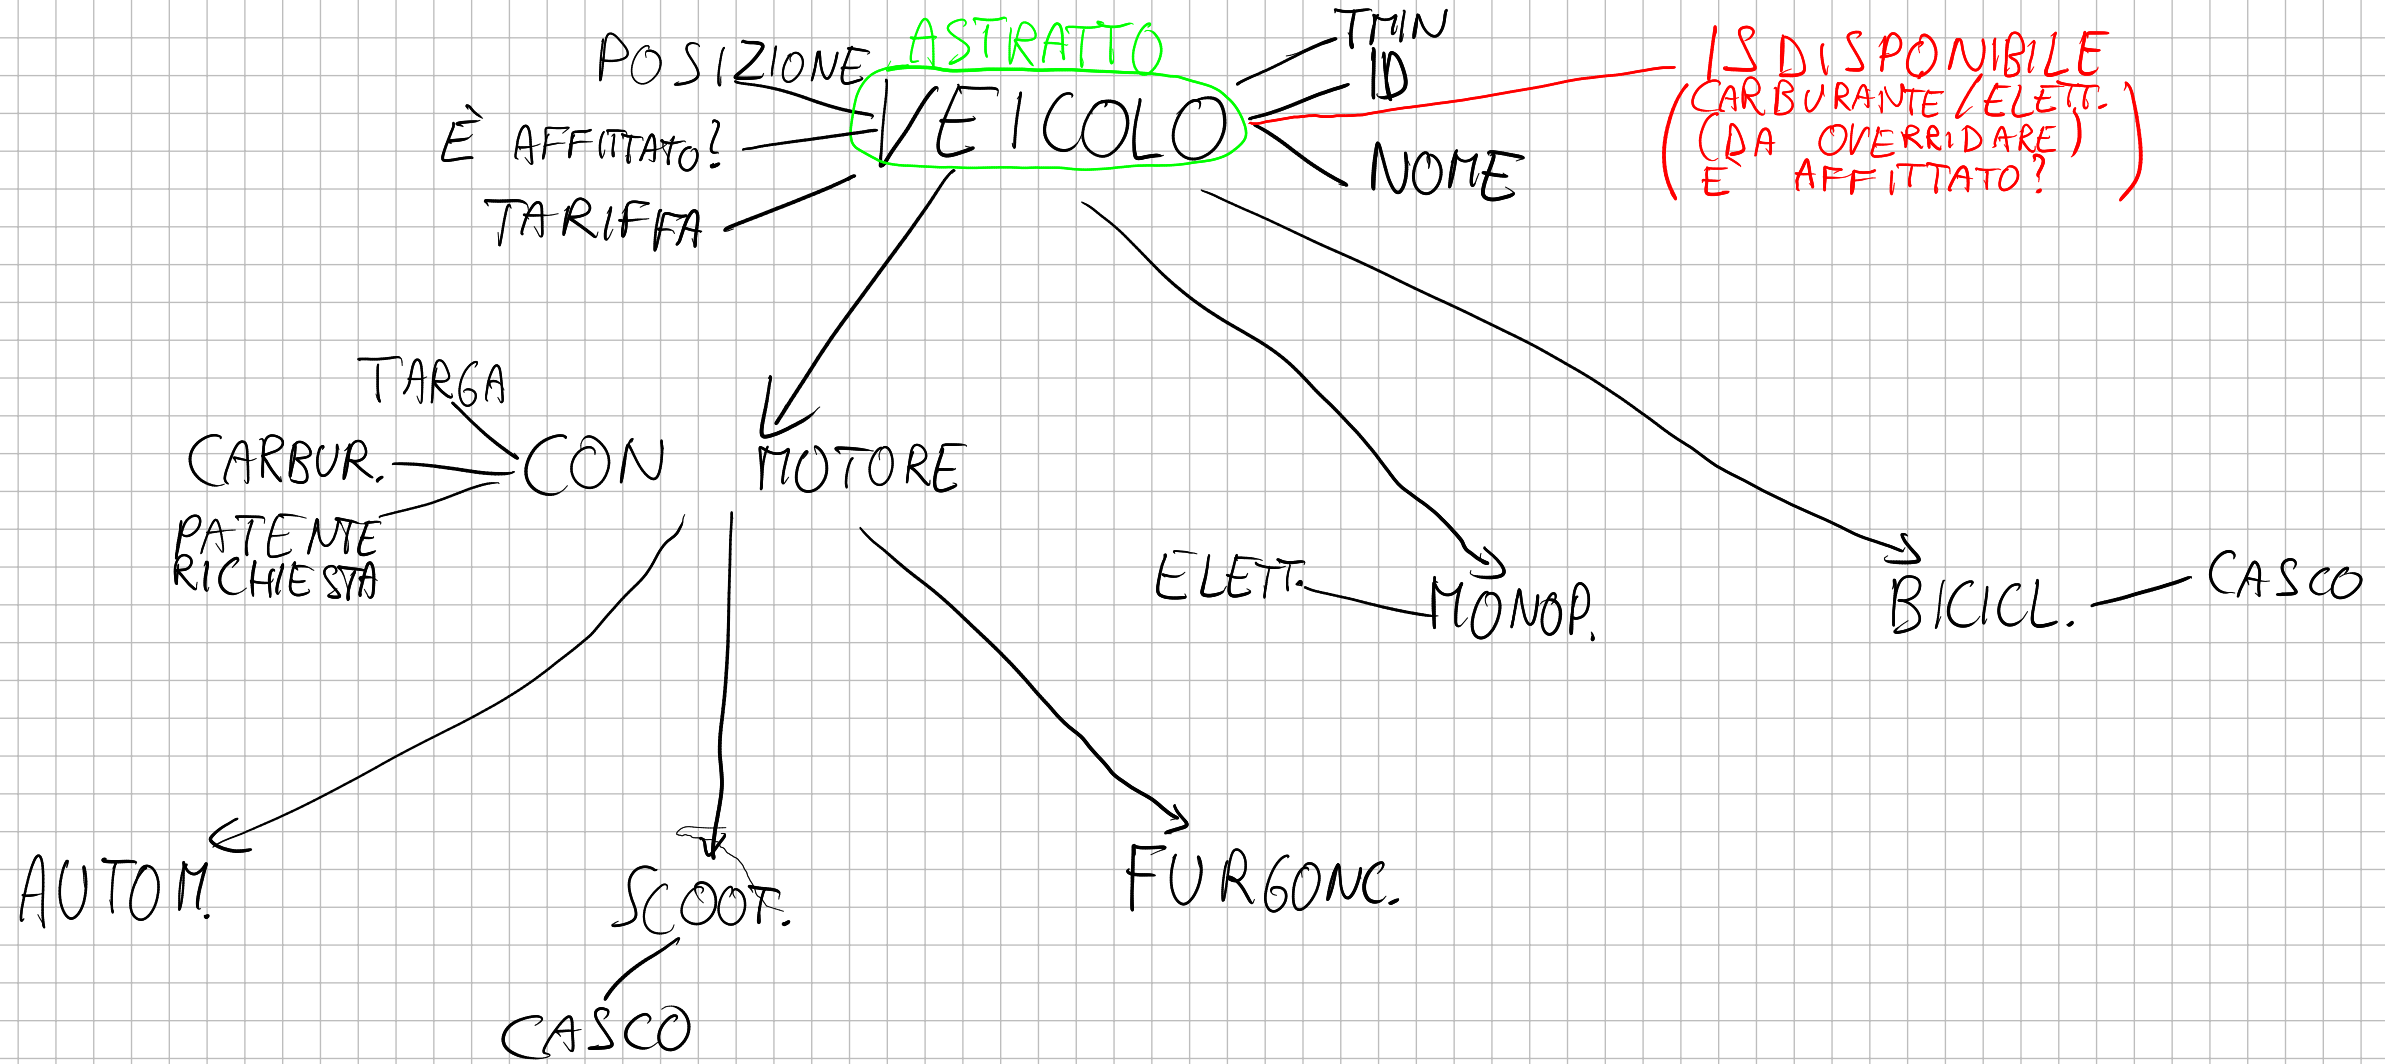 ASTRATTO
VEICOLO
POSIZIONE
È AFFITTATO?
TARIFFA
TMIN
ID
NOME
ISDISPONIBILE
(CARBURANTE/ELETT.
(DA OVERRIDARE)
E AFFITTATO?)
TARGA
CARBUR.
PATENTE
RICHIESTA
CON MOTORE
ELETT.
MONOP.
BICICL.
CASCO
AUTOM.
SCOOT.
FURGONC.
CASCO